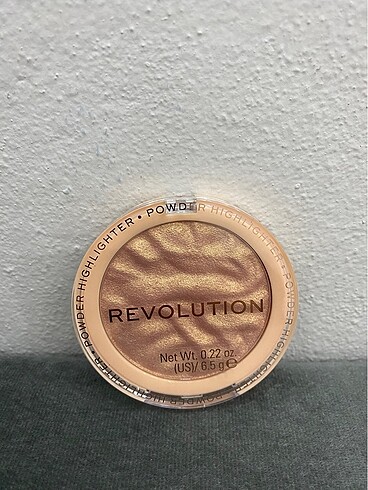 POWDER HIGHLIGHTER • POWDER HIGHLIGHTER • POWDER HIGHLIGHTER •
REVOLUTION
Net Wt. 0.22 oz.
(US)/ 6.5 g ℮